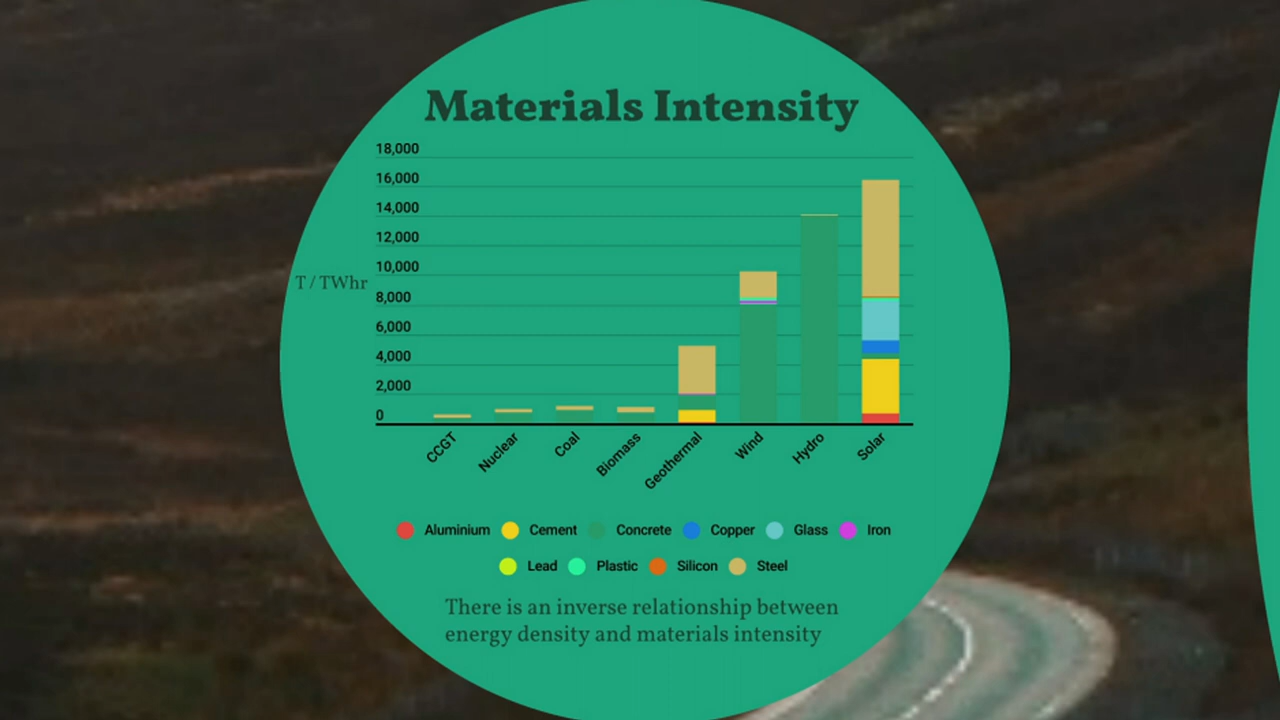 Materials Intensity
18,000
16,000
14,000
12,000
10,000
T / TWhr
8,000
6,000
4,000
2,000
0
CCGT Nuclear Coal Biomass Geothermal Wind Hydro Solar
Aluminium Cement Concrete Copper Glass Iron
Lead Plastic Silicon Steel
There is an inverse relationship between
energy density and materials intensity